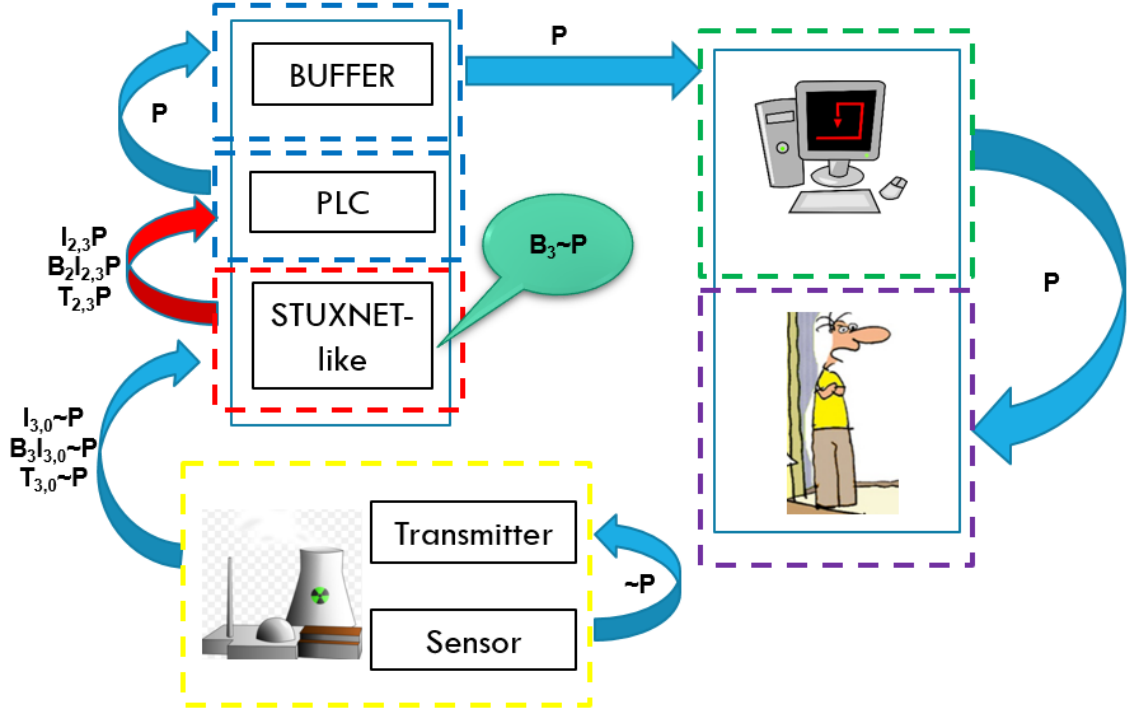 P
BUFFER
P
PLC
I₂,₃P
B₂I₂,₃P
T₂,₃P
B₃~P
P
STUXNET-
like
I₃,₀~P
B₃I₃,₀~P
T₃,₀~P
Transmitter
~P
Sensor